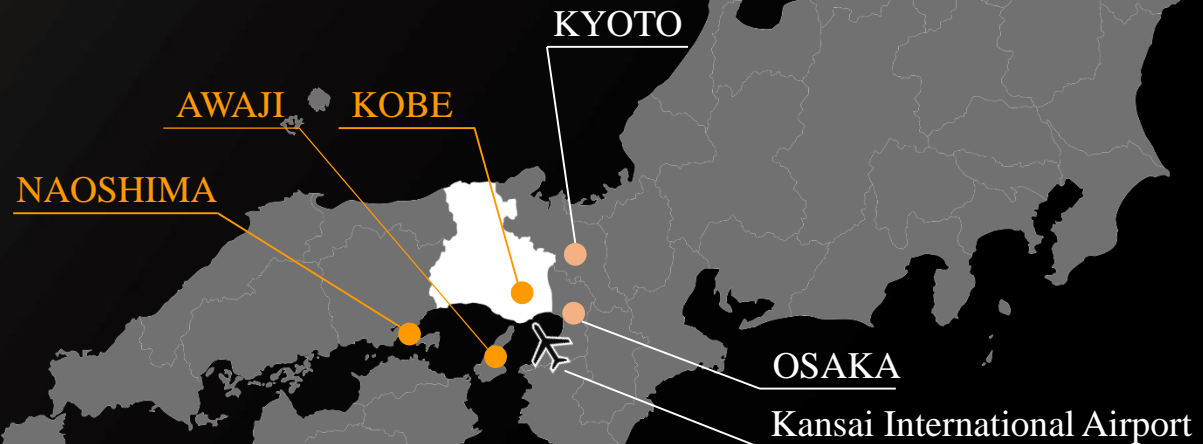 KYOTO
AWAJI
KOBE
NAOSHIMA
OSAKA
Kansai International Airport